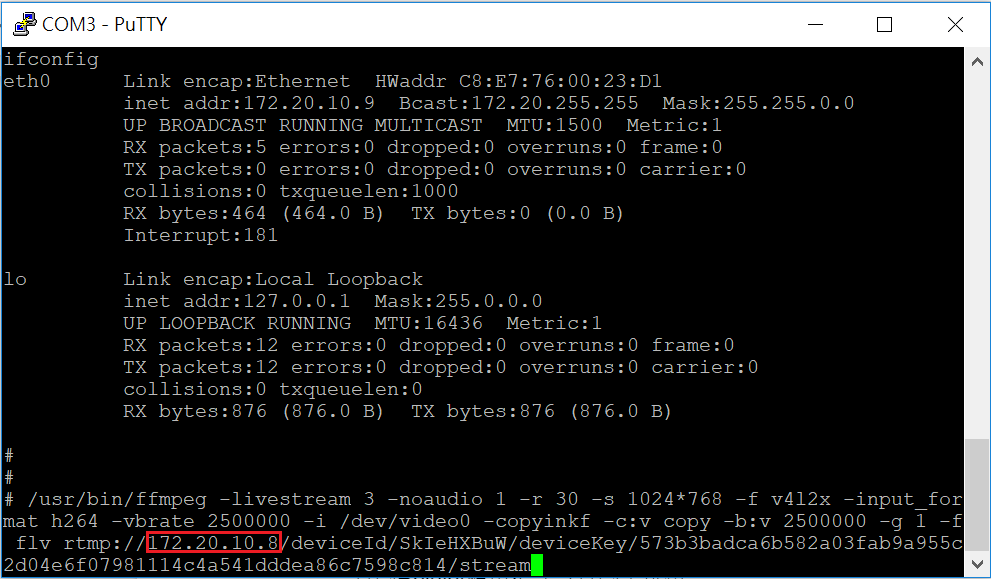 COM3 - PuTTY
ifconfig
eth0      Link encap:Ethernet  HWaddr C8:E7:76:00:23:D1
          inet addr:172.20.10.9  Bcast:172.20.255.255  Mask:255.255.0.0
          UP BROADCAST RUNNING MULTICAST  MTU:1500  Metric:1
          RX packets:5 errors:0 dropped:0 overruns:0 frame:0
          TX packets:0 errors:0 dropped:0 overruns:0 carrier:0
          collisions:0 txqueuelen:1000
          RX bytes:464 (464.0 B)  TX bytes:0 (0.0 B)
          Interrupt:181
lo        Link encap:Local Loopback
          inet addr:127.0.0.1  Mask:255.0.0.0
          UP LOOPBACK RUNNING  MTU:16436  Metric:1
          RX packets:12 errors:0 dropped:0 overruns:0 frame:0
          TX packets:12 errors:0 dropped:0 overruns:0 carrier:0
          collisions:0 txqueuelen:0
          RX bytes:876 (876.0 B)  TX bytes:876 (876.0 B)
#
#
# /usr/bin/ffmpeg -livestream 3 -noaudio 1 -r 30 -s 1024*768 -f v4l2x -input_for
mat h264 -vbrate 2500000 -i /dev/video0 -copyinkf -c:v copy -b:v 2500000 -g 1 -f
 flv rtmp://172.20.10.8/deviceId/SkIeHXBuW/deviceKey/573b3badca6b582a03fab9a955c
2d04e6f07981114c4a541dddea86c7598c814/stream